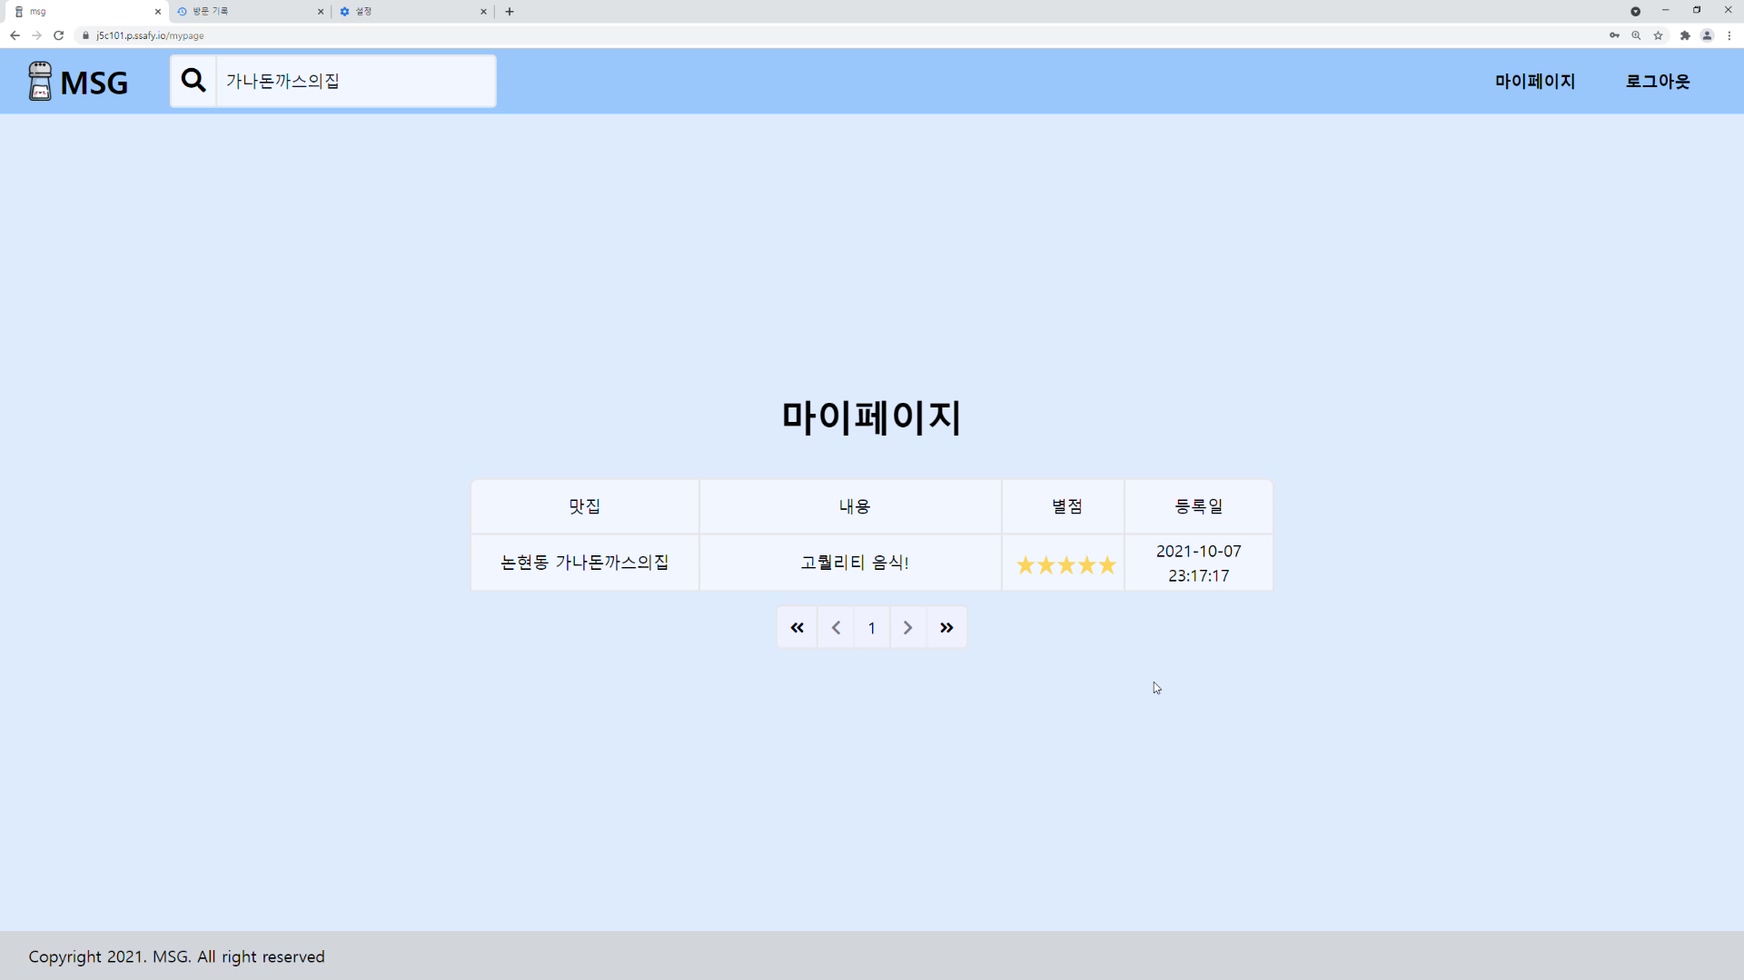 msg
방문 기록
설정
j5c101.p.ssafy.io/mypage
MSG
가나돈까스의집
마이페이지
로그아웃
마이페이지
맛집
내용
별점
등록일
논현동 가나돈까스의집
고퀄리티 음식!
2021-10-07
23:17:17
1
Copyright 2021. MSG. All right reserved